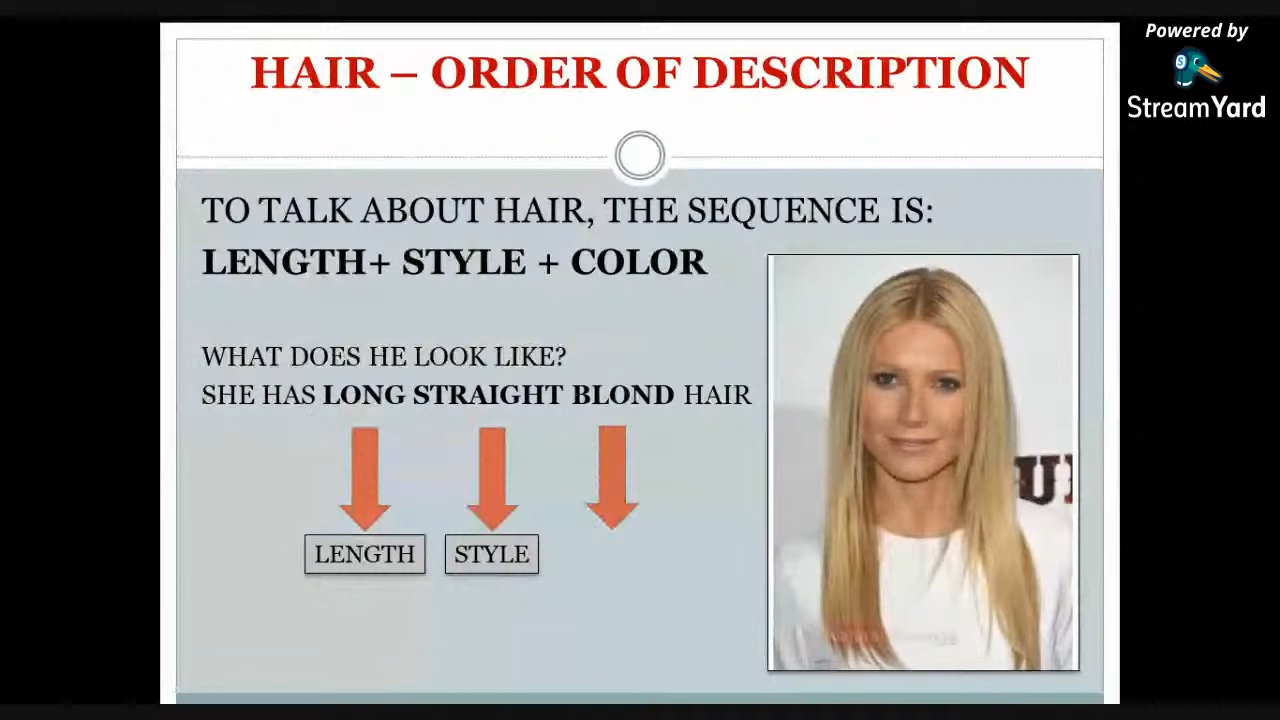 Powered by
StreamYard
HAIR – ORDER OF DESCRIPTION
TO TALK ABOUT HAIR, THE SEQUENCE IS:
LENGTH+ STYLE + COLOR
WHAT DOES HE LOOK LIKE?
SHE HAS LONG STRAIGHT BLOND HAIR
LENGTH
STYLE